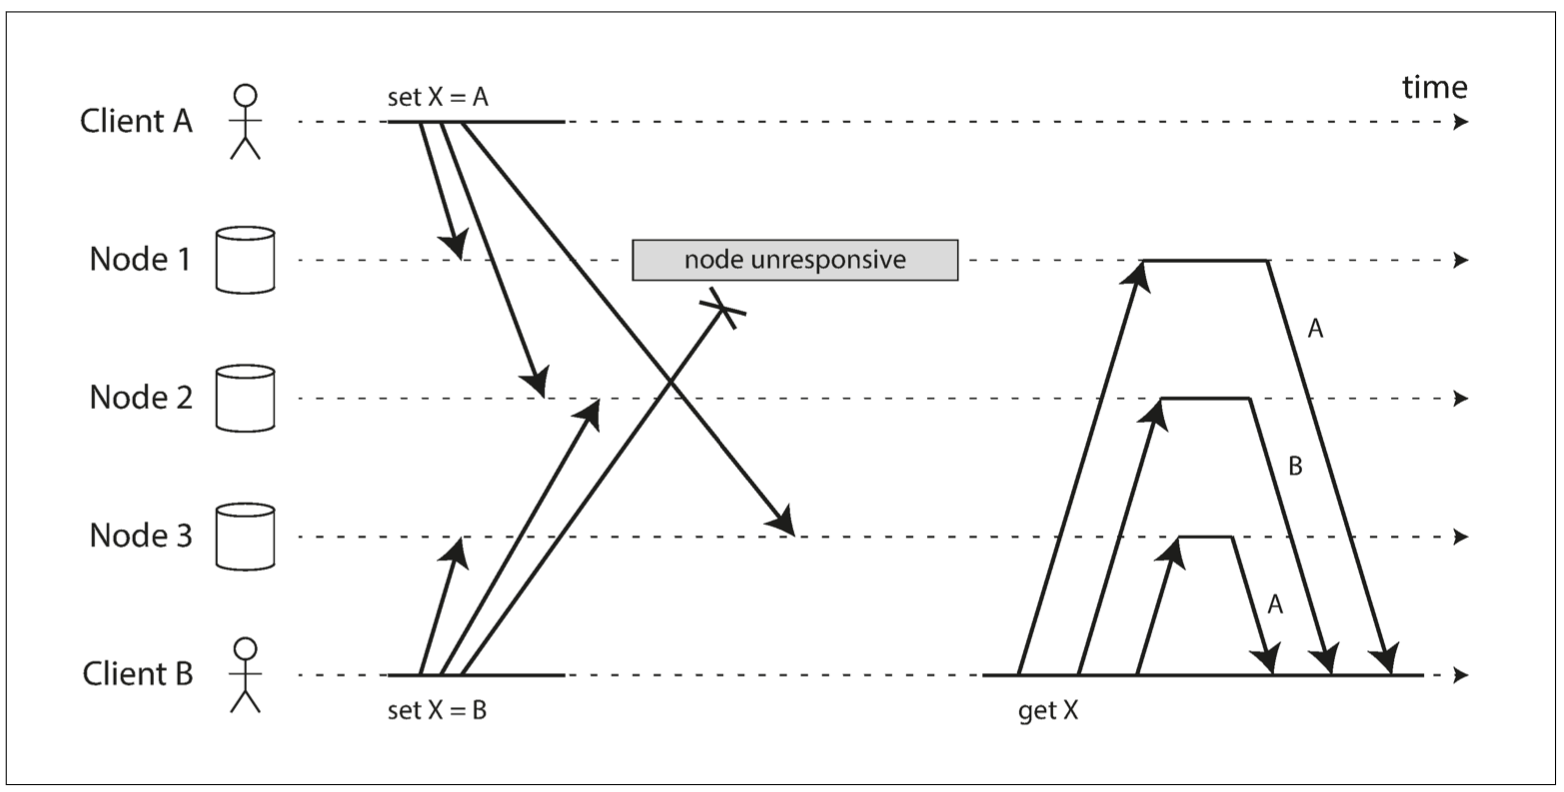 time
set X = A
Client A
Node 1
node unresponsive
A
Node 2
B
Node 3
A
Client B
set X = B
get X